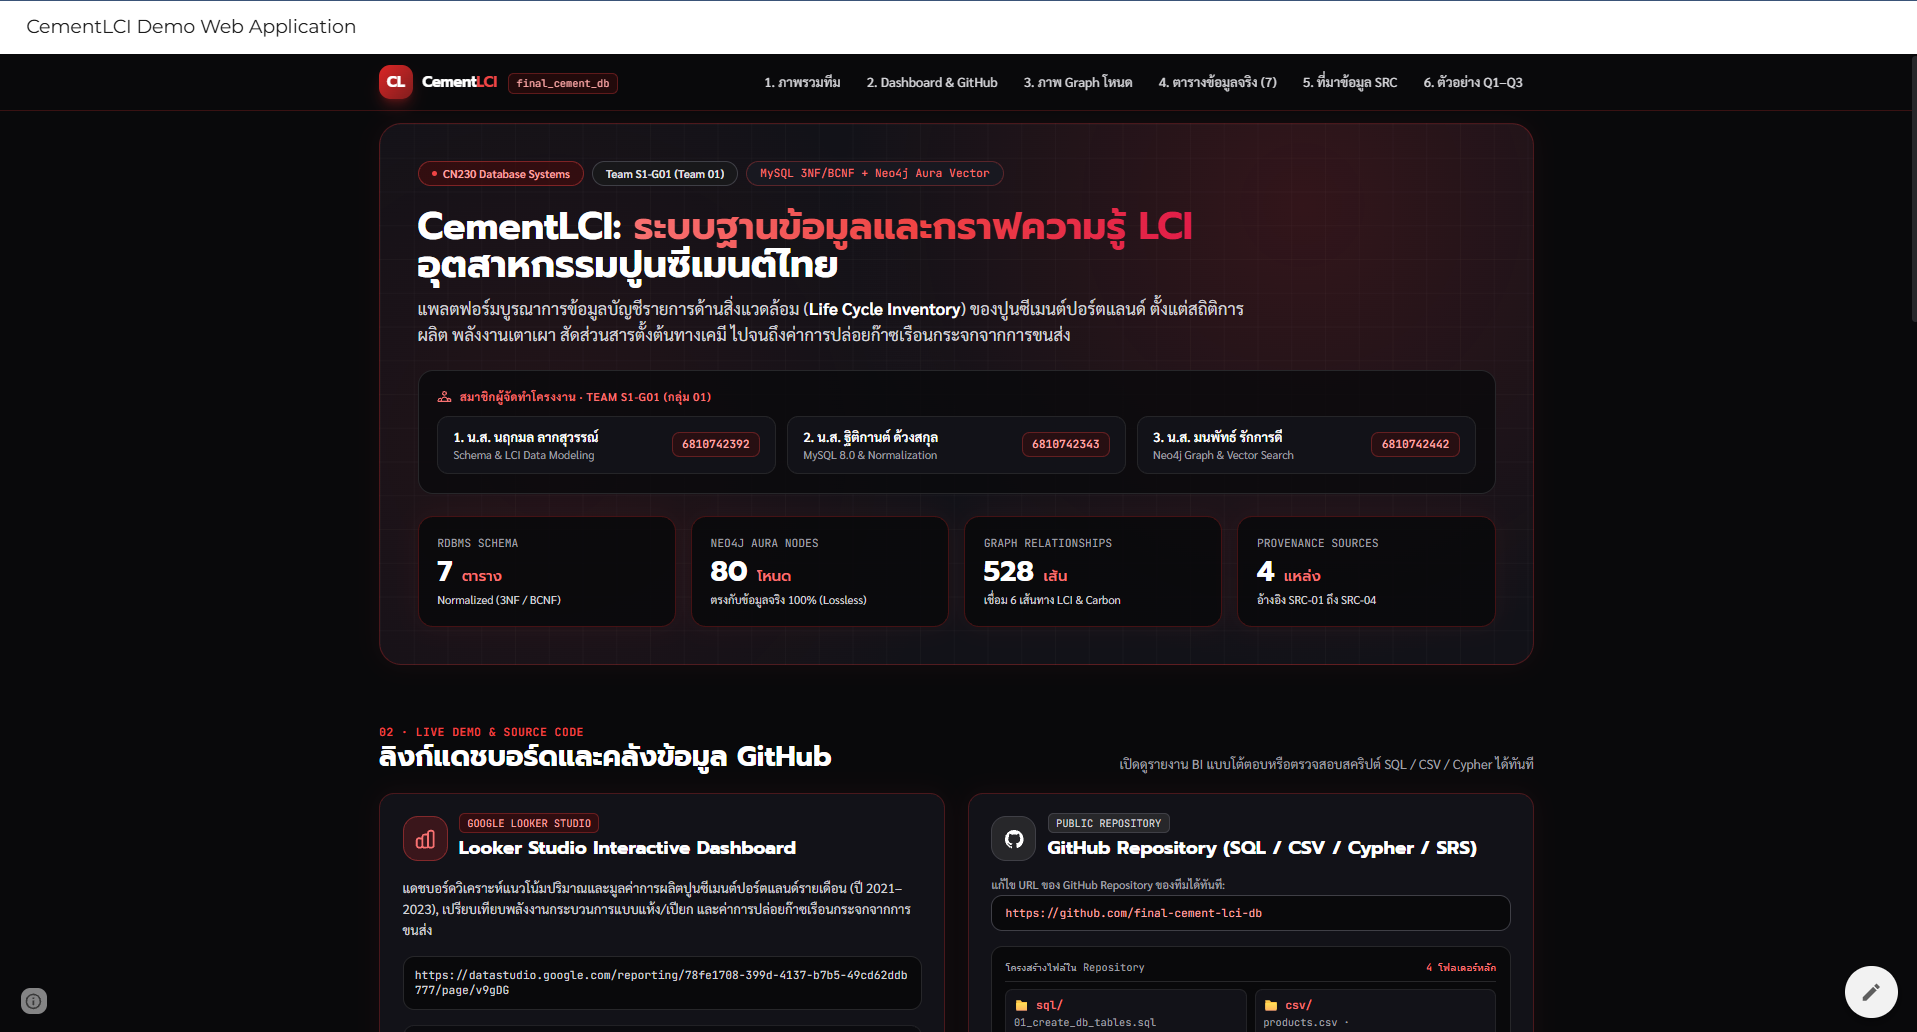 CementLCI Demo Web Application
CL CementLCI final_cement_db
1. ภาพรวมทีม
2. Dashboard & GitHub
3. ภาพ Graph โหนด
4. ตารางข้อมูลจริง (7)
5. ที่มาข้อมูล SRC
6. ตัวอย่าง Q1–Q3
CN230 Database Systems
Team S1-G01 (Team 01)
MySQL 3NF/BCNF + Neo4j Aura Vector
CementLCI: ระบบฐานข้อมูลและกราฟความรู้ LCI
อุตสาหกรรมปูนซีเมนต์ไทย
แพลตฟอร์มบูรณาการข้อมูลบัญชีรายการด้านสิ่งแวดล้อม (Life Cycle Inventory) ของปูนซีเมนต์ปอร์ตแลนด์ ตั้งแต่สถิติการ
ผลิต พลังงานเตาเผา สัดส่วนสารตั้งต้นทางเคมี ไปจนถึงค่าการปล่อยก๊าซเรือนกระจกจากการขนส่ง
สมาชิกผู้จัดทำโครงงาน · TEAM S1-G01 (กลุ่ม 01)
1. น.ส. นฤกมล ลากสุวรรณ์
Schema & LCI Data Modeling
6810742392
2. น.ส. ฐิติกานต์ ด้วงสกุล
MySQL 8.0 & Normalization
6810742343
3. น.ส. มนพัทธ์ รักการดี
Neo4j Graph & Vector Search
6810742442
RDBMS SCHEMA
7 ตาราง
Normalized (3NF / BCNF)
NEO4J AURA NODES
80 โหนด
ตรงกับข้อมูลจริง 100% (Lossless)
GRAPH RELATIONSHIPS
528 เส้น
เชื่อม 6 เส้นทาง LCI & Carbon
PROVENANCE SOURCES
4 แหล่ง
อ้างอิง SRC-01 ถึง SRC-04
02 · LIVE DEMO & SOURCE CODE
ลิงก์แดชบอร์ดและคลังข้อมูล GitHub
เปิดดูรายงาน BI แบบโต้ตอบหรือตรวจสอบสคริปต์ SQL / CSV / Cypher ได้ทันที
GOOGLE LOOKER STUDIO
Looker Studio Interactive Dashboard
แดชบอร์ดวิเคราะห์แนวโน้มปริมาณและมูลค่าการผลิตปูนซีเมนต์ปอร์ตแลนด์รายเดือน (ปี 2021–
2023), เปรียบเทียบพลังงานกระบวนการแบบแห้ง/เปียก และค่าการปล่อยก๊าซเรือนกระจกจากการ
ขนส่ง
https://datastudio.google.com/reporting/78fe1708-399d-4137-b7b5-49cd62ddb
777/page/v9gDG
PUBLIC REPOSITORY
GitHub Repository (SQL / CSV / Cypher / SRS)
แก้ไข URL ของ GitHub Repository ของทีมได้ทันที:
https://github.com/final-cement-lci-db
โครงสร้างไฟล์ใน Repository
4 โฟลเดอร์หลัก
sql/
01_create_db_tables.sql
csv/
products.csv ·